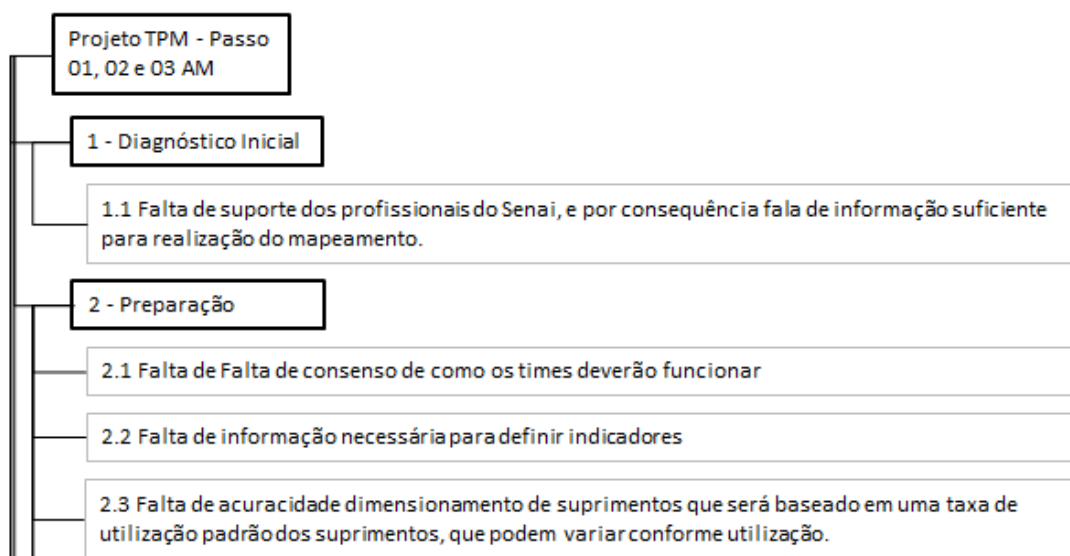 Projeto TPM - Passo
01, 02 e 03 AM
1 - Diagnóstico Inicial
1.1 Falta de suporte dos profissionais do Senai, e por consequência fala de informação suficiente
para realização do mapeamento.
2 - Preparação
2.1 Falta de Falta de consenso de como os times deverão funcionar
2.2 Falta de informação necessária para definir indicadores
2.3 Falta de acuracidade dimensionamento de suprimentos que será baseado em uma taxa de
utilização padrão dos suprimentos, que podem variar conforme utilização.